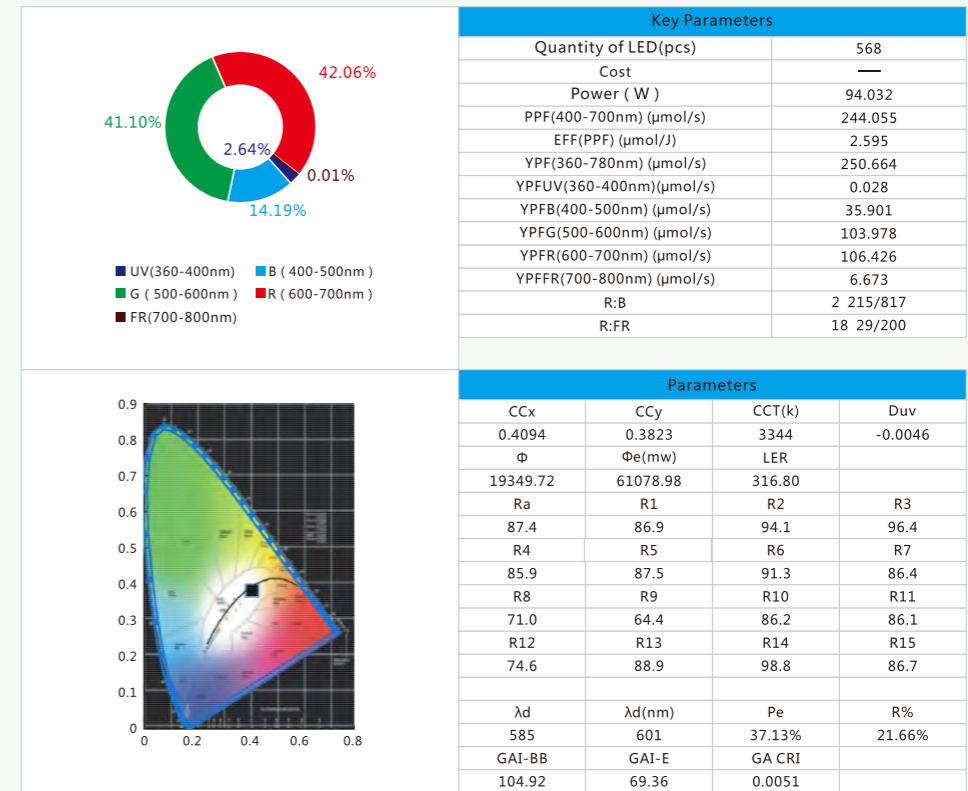 42.06%
41.10%
2.64%
0.01%
14.19%
UV(360-400nm) B ( 400-500nm )
G ( 500-600nm ) R ( 600-700nm )
FR(700-800nm)
Key Parameters
Quantity of LED(pcs) 568
Cost —
Power ( W ) 94.032
PPF(400-700nm) (μmol/s) 244.055
EFF(PPF) (μmol/J) 2.595
YPF(360-780nm) (μmol/s) 250.664
YPFUV(360-400nm)(μmol/s) 0.028
YPFB(400-500nm) (μmol/s) 35.901
YPFG(500-600nm) (μmol/s) 103.978
YPFR(600-700nm) (μmol/s) 106.426
YPFFR(700-800nm) (μmol/s) 6.673
R:B 2 215/817
R:FR 18 29/200
0.9
0.8
0.7
0.6
0.5
0.4
0.3
0.2
0.1
0
0 0.2 0.4 0.6 0.8
Parameters
CCx CCy CCT(k) Duv
0.4094 0.3823 3344 -0.0046
Φ Φe(mw) LER
19349.72 61078.98 316.80
Ra R1 R2 R3
87.4 86.9 94.1 96.4
R4 R5 R6 R7
85.9 87.5 91.3 86.4
R8 R9 R10 R11
71.0 64.4 86.2 86.1
R12 R13 R14 R15
74.6 88.9 98.8 86.7
λd λd(nm) Pe R%
585 601 37.13% 21.66%
GAI-BB GAI-E GA CRI
104.92 69.36 0.0051